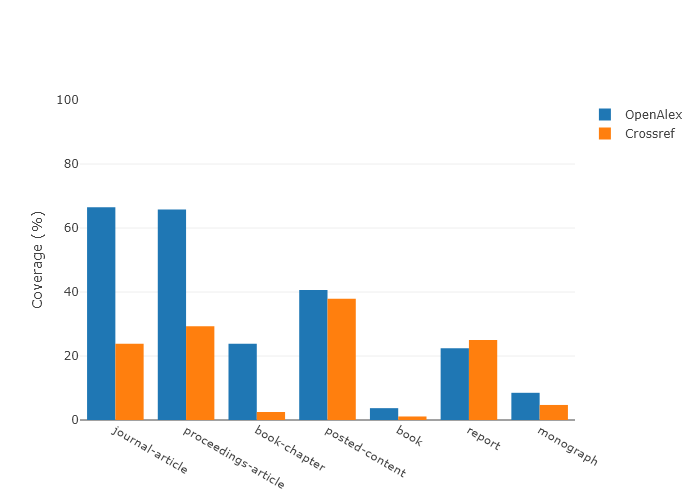 100
80
60
40
20
0
Coverage (%)
OpenAlex
Crossref
journal-article
proceedings-article
book-chapter
posted-content
book
report
monograph